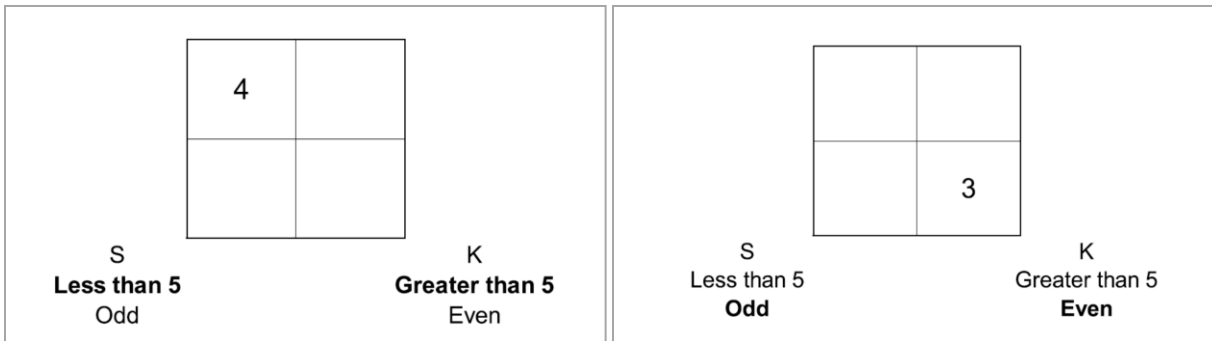 4
S K
Less than 5 Greater than 5
Odd Even
3
S K
Less than 5 Greater than 5
Odd Even